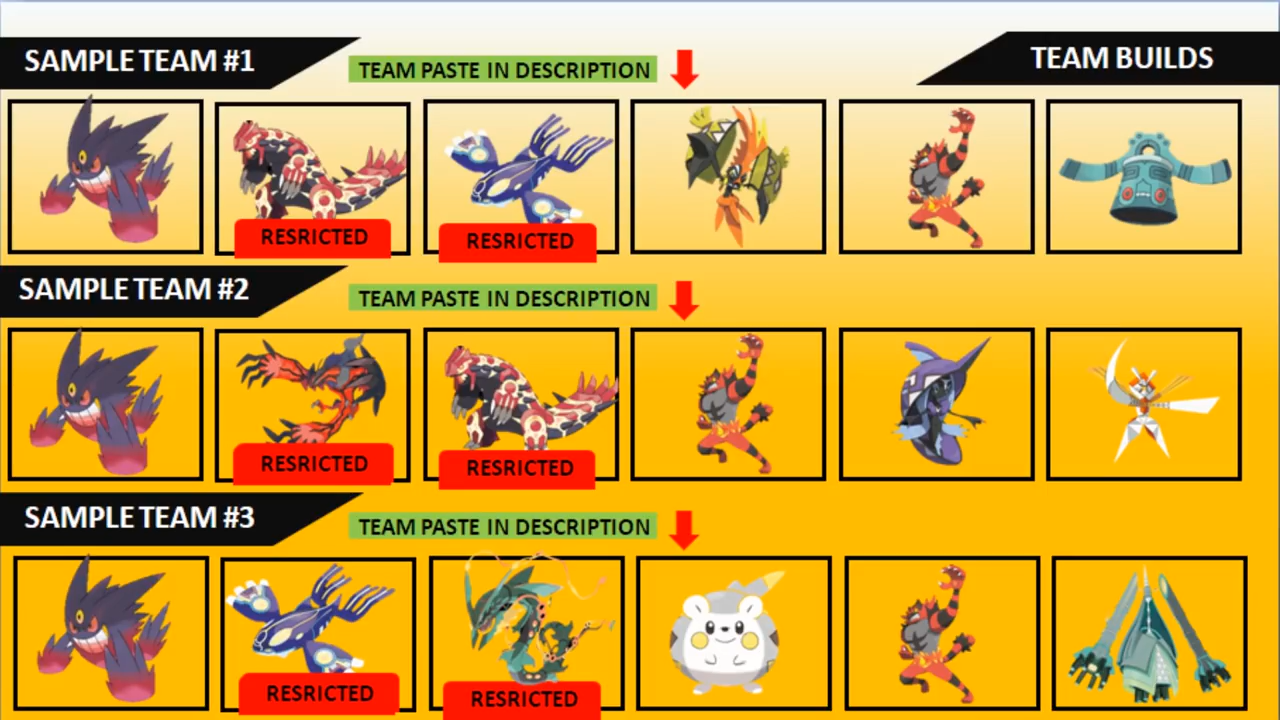 SAMPLE TEAM #1
TEAM PASTE IN DESCRIPTION
TEAM BUILDS
RESRICTED
RESRICTED
SAMPLE TEAM #2
TEAM PASTE IN DESCRIPTION
RESRICTED
RESRICTED
SAMPLE TEAM #3
TEAM PASTE IN DESCRIPTION
RESRICTED
RESRICTED